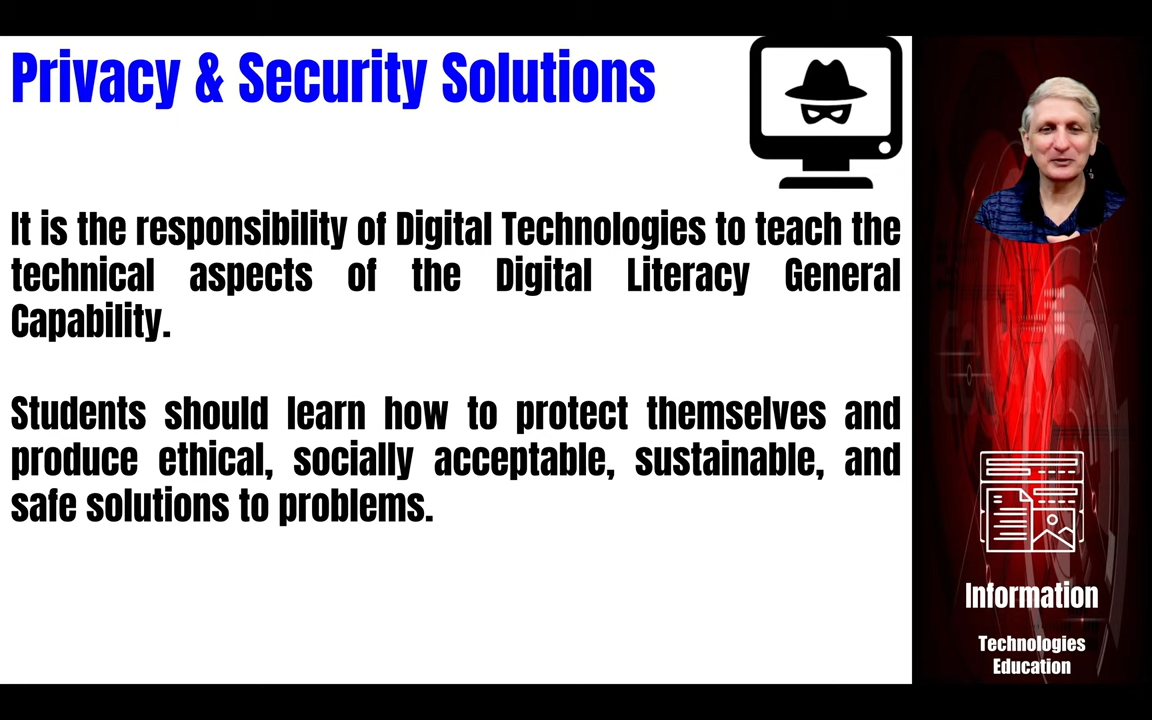 Privacy & Security Solutions
It is the responsibility of Digital Technologies to teach the
technical aspects of the Digital Literacy General
Capability.
Students should learn how to protect themselves and
produce ethical, socially acceptable, sustainable, and
safe solutions to problems.
Information
Technologies
Education